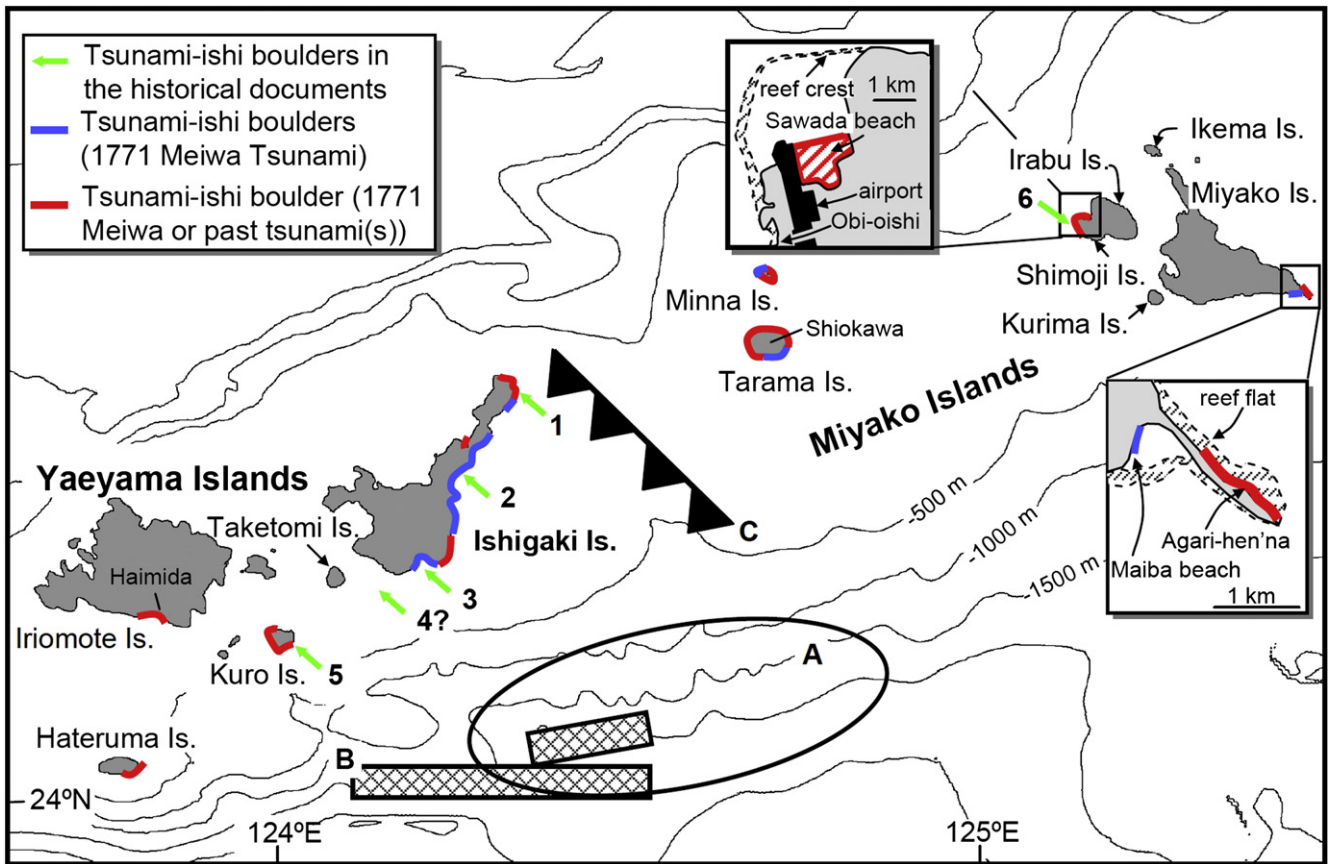 Tsunami-ishi boulders in
the historical documents
Tsunami-ishi boulders
(1771 Meiwa Tsunami)
Tsunami-ishi boulder (1771
Meiwa or past tsunami(s))
reef crest
1 km
Sawada beach
airport
Obi-oishi
Ikema Is.
Irabu Is.
Miyako Is.
6
Shimoji Is.
Kurima Is.
Minna Is.
Shiokawa
Tarama Is.
Miyako Islands
reef flat
Agari-hen'na
Maiba beach
1 km
1
2
Yaeyama Islands
Taketomi Is.
Ishigaki Is.
C
-500 m
-1000 m
-1500 m
Haimida
Iriomote Is.
3
4?
Kuro Is.
5
A
Hateruma Is.
B
24ºN
124ºE
125ºE